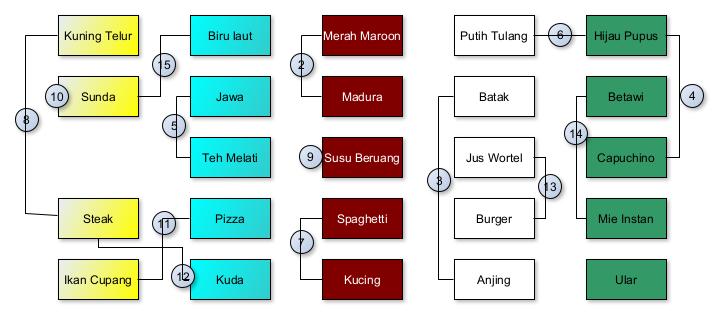 Kuning Telur
Biru laut
Merah Maroon
Putih Tulang
6
Hijau Pupus
15
2
10
Sunda
Jawa
Madura
Batak
Betawi
4
8
5
14
Teh Melati
9
Susu Beruang
Jus Wortel
Capuchino
3
13
Steak
11
Pizza
Spaghetti
Burger
Mie Instan
7
Ikan Cupang
12
Kuda
Kucing
Anjing
Ular